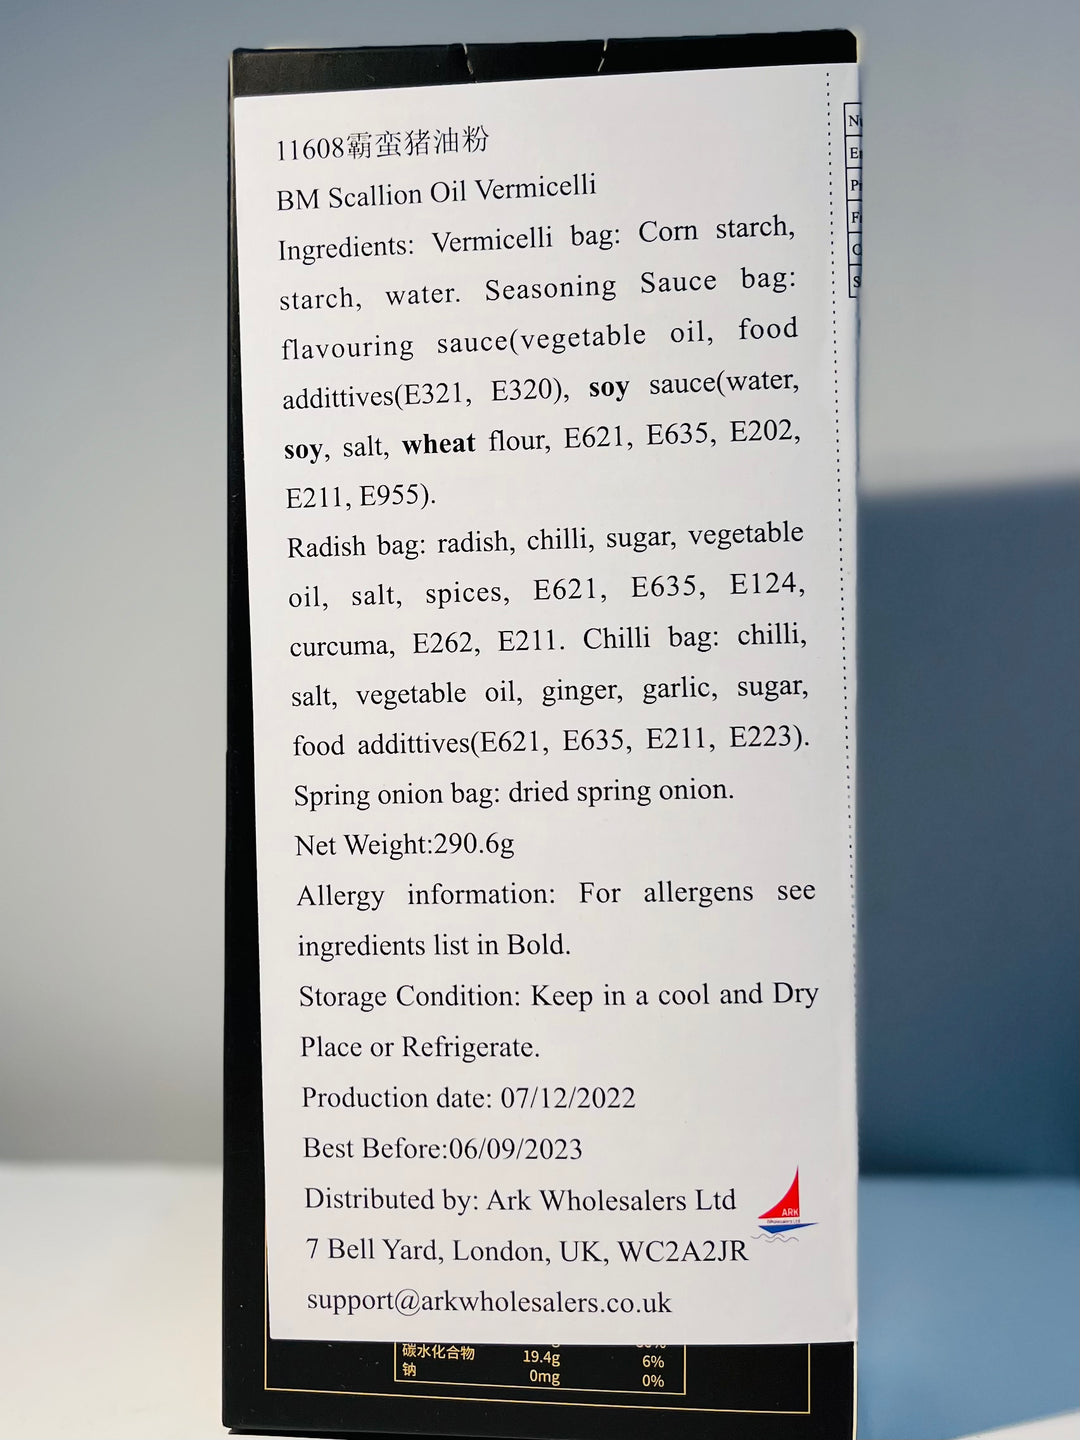 11608霸蛮猪油粉
BM Scallion Oil Vermicelli
Ingredients: Vermicelli bag: Corn starch,
starch, water. Seasoning Sauce bag:
flavouring sauce(vegetable oil, food
addittives(E321, E320), soy sauce(water,
soy, salt, wheat flour, E621, E635, E202,
E211, E955).
Radish bag: radish, chilli, sugar, vegetable
oil, salt, spices, E621, E635, E124,
curcuma, E262, E211. Chilli bag: chilli,
salt, vegetable oil, ginger, garlic, sugar,
food addittives(E621, E635, E211, E223).
Spring onion bag: dried spring onion.
Net Weight:290.6g
Allergy information: For allergens see
ingredients list in Bold.
Storage Condition: Keep in a cool and Dry
Place or Refrigerate.
Production date: 07/12/2022
Best Before:06/09/2023
Distributed by: Ark Wholesalers Ltd
ARK
Wholesalers Ltd
7 Bell Yard, London, UK, WC2A2JR
support@arkwholesalers.co.uk
碳水化合物 19.4g 6%
钠 0mg 0%